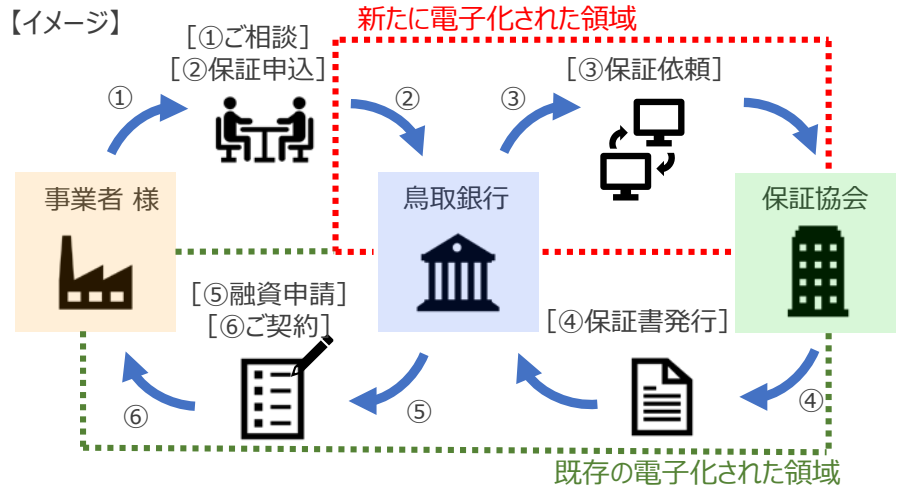 【イメージ】
新たに電子化された領域
[①ご相談]
[②保証申込]
[③保証依頼]
①
②
③
事業者 様
鳥取銀行
保証協会
[⑤融資申請]
[⑥ご契約]
[④保証書発行]
⑥
⑤
④
既存の電子化された領域